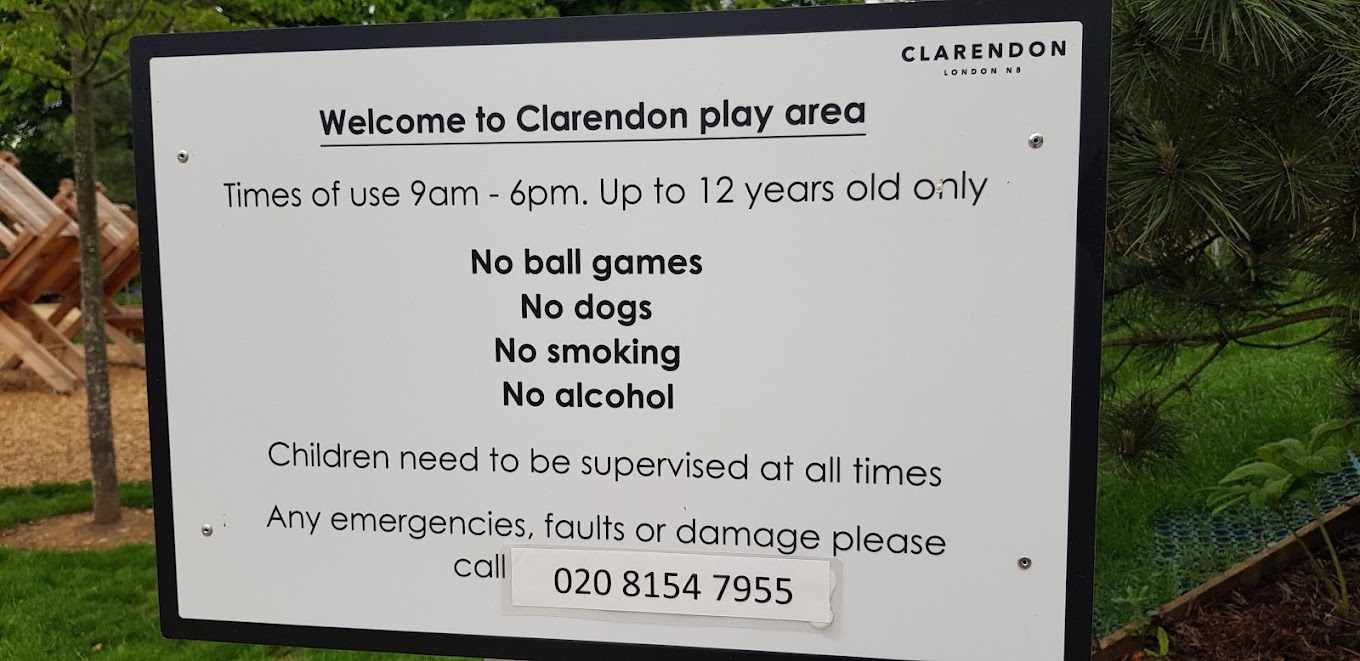 CLARENDON
LONDON N8
Welcome to Clarendon play area
Times of use 9am - 6pm. Up to 12 years old only
No ball games
No dogs
No smoking
No alcohol
Children need to be supervised at all times
Any emergencies, faults or damage please
call 020 8154 7955